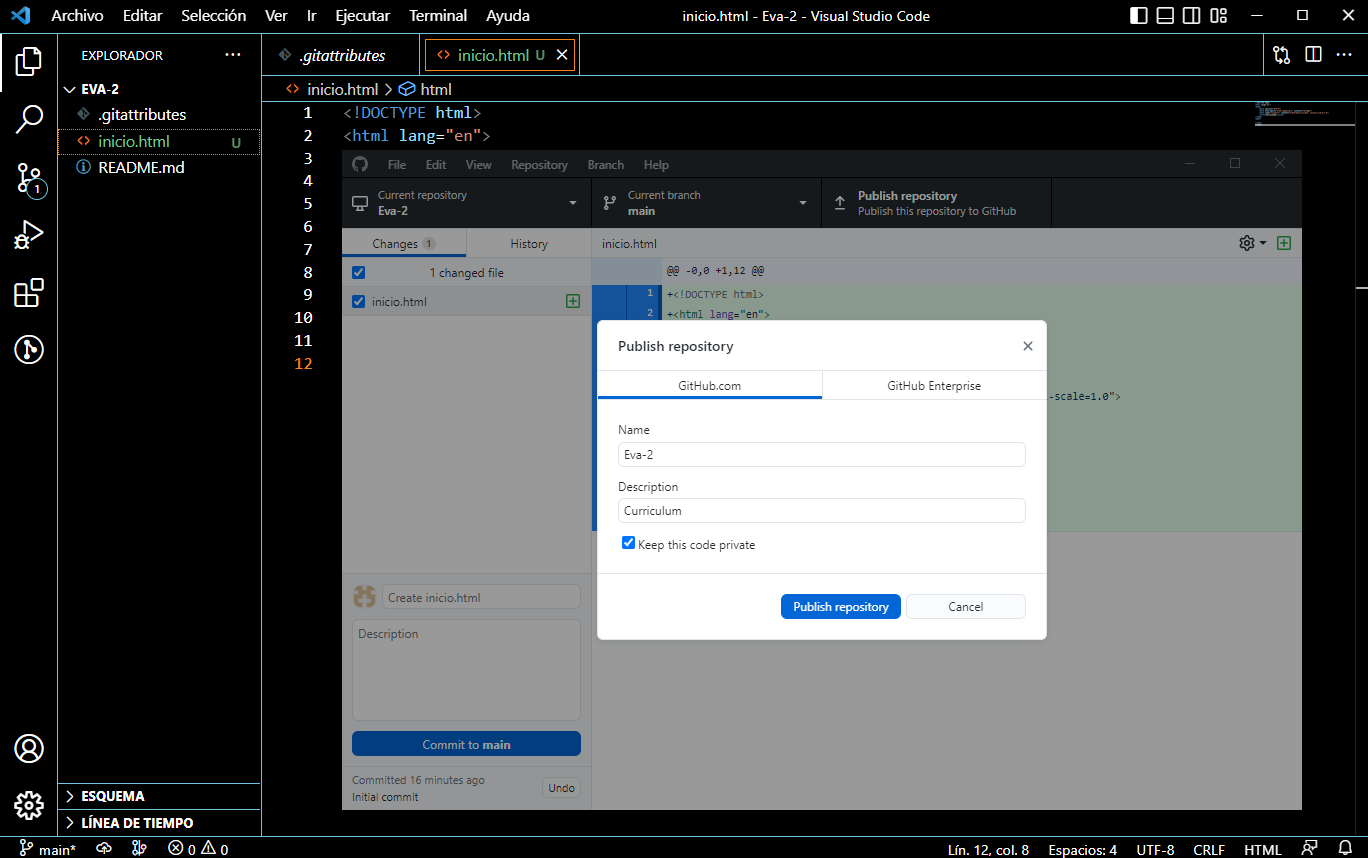 Archivo Editar Selección Ver Ir Ejecutar Terminal Ayuda inicio.html - Eva-2 - Visual Studio Code
EXPLORADOR
.gitattributes
inicio.html U
EVA-2
.gitattributes
inicio.html U
README.md
1
inicio.html > html
1 <!DOCTYPE html>
2 <html lang="en">
3
4
5
6
7
8
9
10
11
12
File Edit View Repository Branch Help
Current repository
Eva-2
Current branch
main
Publish repository
Publish this repository to GitHub
Changes 1 History
inicio.html
1 changed file
@@ -0,0 +1,12 @@
inicio.html
1 +<!DOCTYPE html>
2 +<html lang="en">
-scale=1.0">
Publish repository
GitHub.com GitHub Enterprise
Name
Eva-2
Description
Curriculum
Keep this code private
Publish repository Cancel
Create inicio.html
Description
Commit to main
Committed 16 minutes ago
Initial commit
Undo
ESQUEMA
LÍNEA DE TIEMPO
main* 0 0 Lín. 12, col. 8 Espacios: 4 UTF-8 CRLF HTML